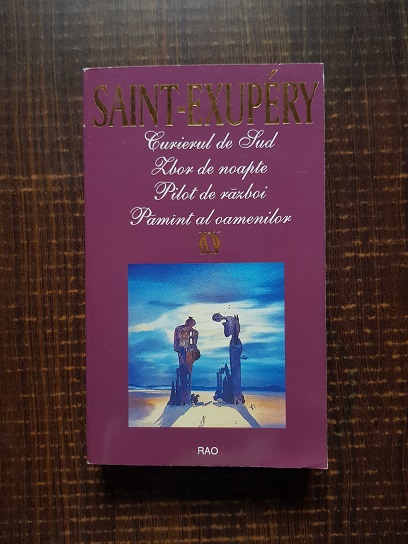 SAINT-EXUPÉRY
Curierul de Sud
Zbor de noapte
Pilot de război
Pămînt al oamenilor
RAO